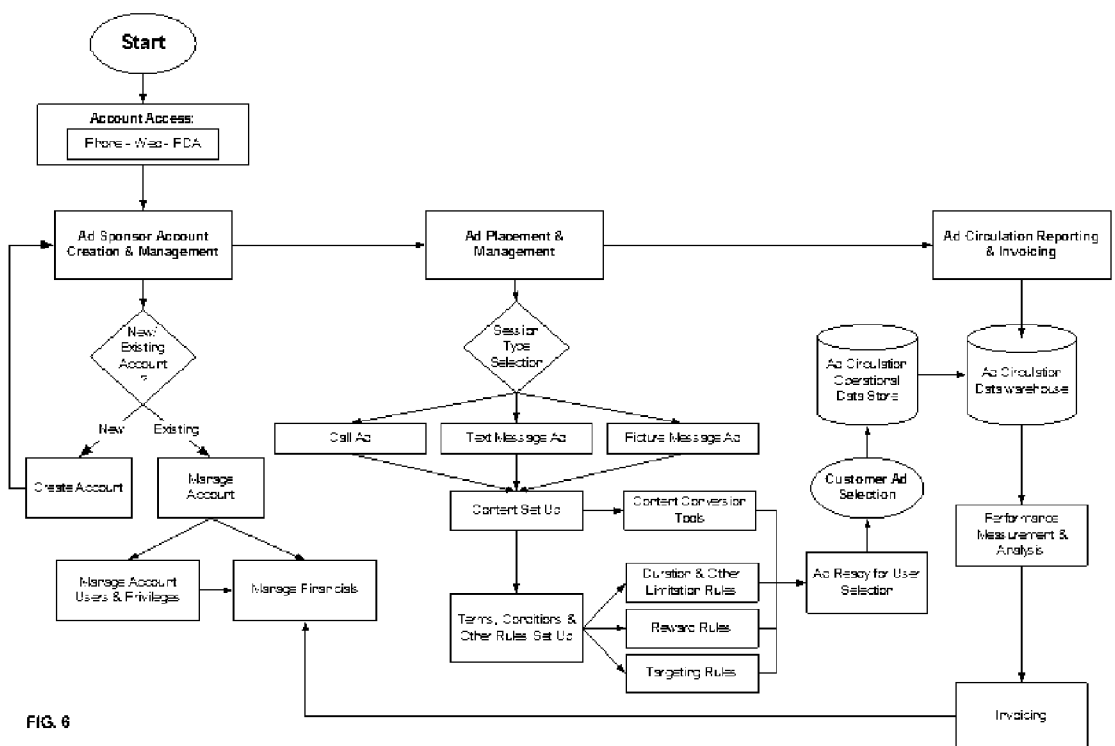 Start
Account Access:
Phone - Web - PDA
Ad Sponsor Account
Creation & Management
Ad Placement &
Management
Ad Circulation Reporting
& Invoicing
New/
Existing
Account
?
New
Existing
Create Account
Manage
Account
Manage Account
Users & Privileges
Manage Financials
Session
Type
Selection
Call Ad
Text Message Ad
Picture Message Ad
Content Set Up
Content Conversion
Tools
Terms, Conditions &
Other Rules Set Up
Duration & Other
Limitation Rules
Reward Rules
Targeting Rules
Ad Ready for User
Selection
Customer Ad
Selection
Ad Circulation
Operational
Data Store
Ad Circulation
Data warehouse
Performance
Measurement &
Analysis
Invoicing
FIG. 6